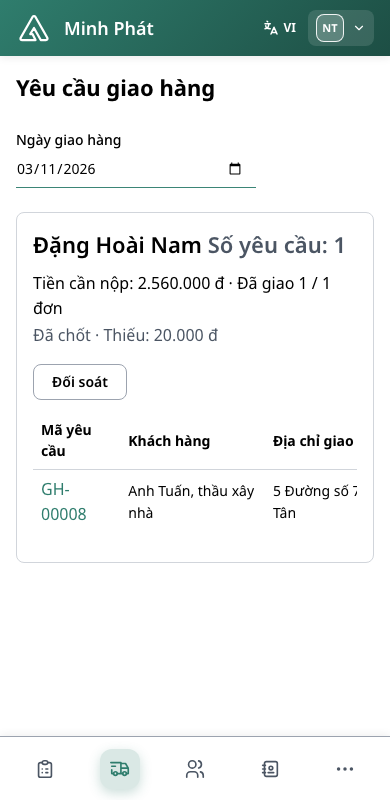 Minh Phát
VI
NT
Yêu cầu giao hàng
Ngày giao hàng
03/11/2026
Đặng Hoài Nam Số yêu cầu: 1
Tiền cần nộp: 2.560.000 đ · Đã giao 1 / 1
đơn
Đã chốt · Thiếu: 20.000 đ
Đối soát
Mã yêu
cầu
Khách hàng
Địa chỉ giao
GH-
00008
Anh Tuấn, thầu xây
nhà
5 Đường số 7
Tân